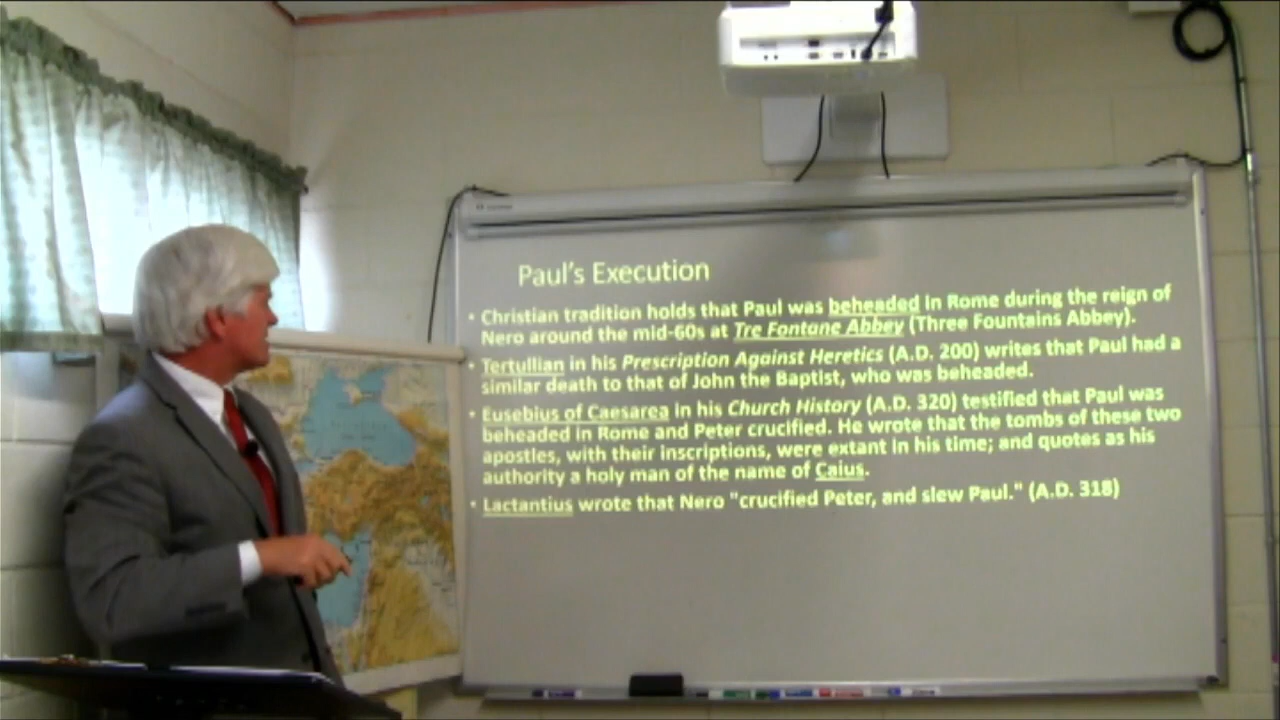 Paul's Execution
• Christian tradition holds that Paul was beheaded in Rome during the reign of
Nero around the mid-60s at Tre Fontane Abbey (Three Fountains Abbey).
• Tertullian in his Prescription Against Heretics (A.D. 200) writes that Paul had a
similar death to that of John the Baptist, who was beheaded.
• Eusebius of Caesarea in his Church History (A.D. 320) testified that Paul was
beheaded in Rome and Peter crucified. He wrote that the tombs of these two
apostles, with their inscriptions, were extant in his time; and quotes as his
authority a holy man of the name of Caius.
• Lactantius wrote that Nero "crucified Peter, and slew Paul." (A.D. 318)